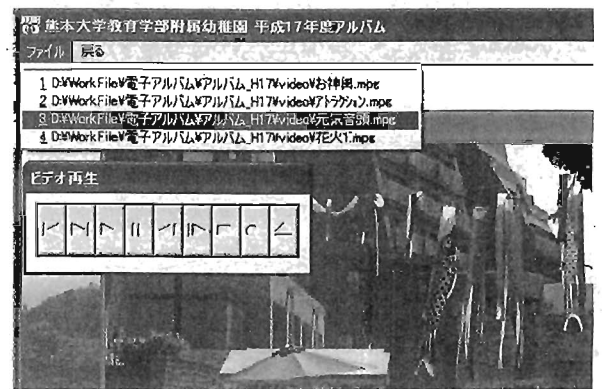 熊本大学教育学部附属幼稚園 平成17年度アルバム
ファイル 戻る
1 D:¥WorkFile¥電子アルバム¥アルバム_H17¥video¥お神輿.mpg
2 D:¥WorkFile¥電子アルバム¥アルバム_H17¥video¥アトラクション.mpg
3 D:¥WorkFile¥電子アルバム¥アルバム_H17¥video¥元気音頭.mpg
4 D:¥WorkFile¥電子アルバム¥アルバム_H17¥video¥花火1.mpg
ビデオ再生